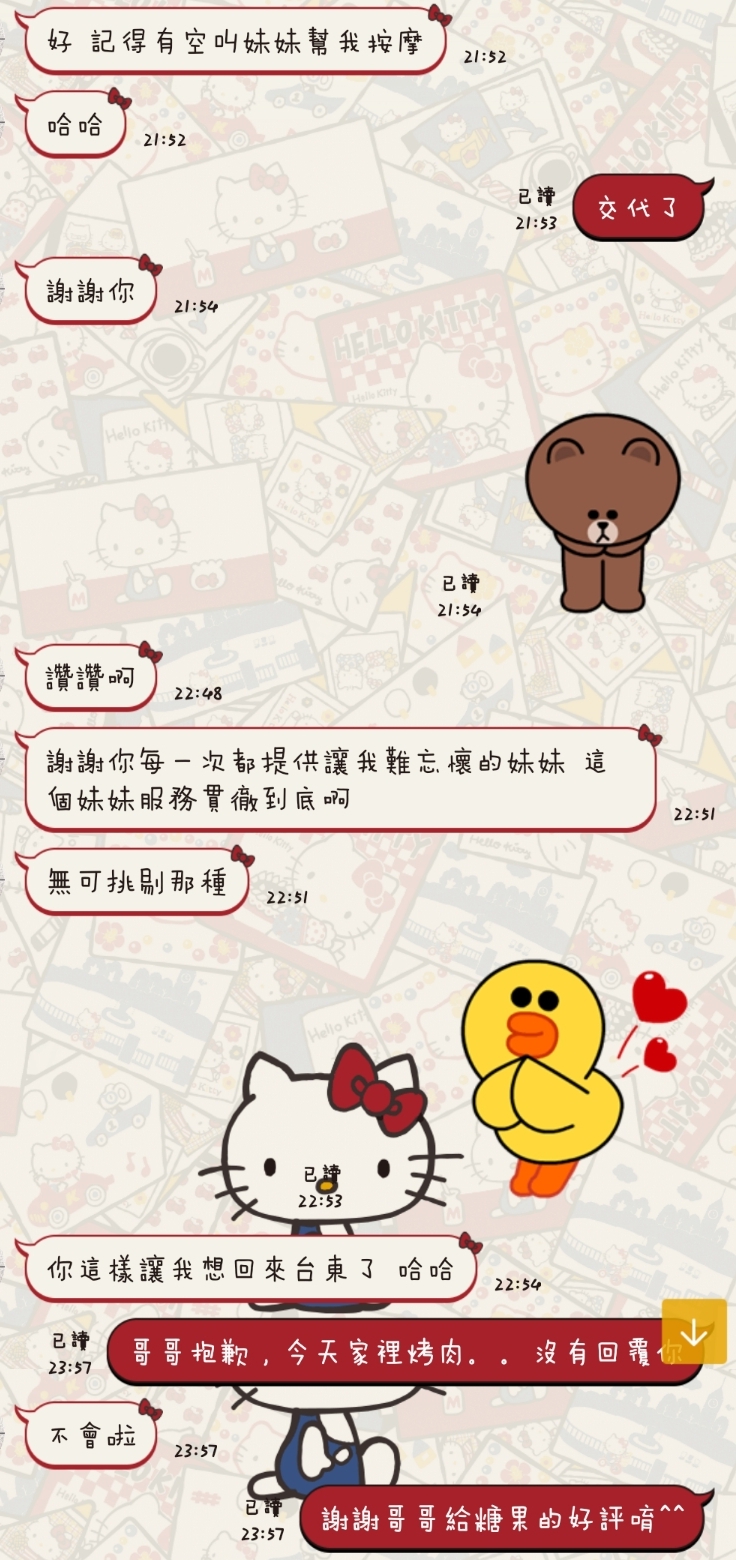 好 記得有空叫妹妹幫我按摩
21:52
哈哈
21:52
已讀
21:53
交代了
謝謝你
21:54
已讀
21:54
讚讚啊
22:48
謝謝你每一次都提供讓我難忘懷的妹妹 這
個妹妹服務貫徹到底啊
22:51
無可挑剔那種
22:51
已讀
22:53
你這樣讓我想回來台東了 哈哈
22:54
已讀
23:57
哥哥抱歉，今天家裡烤肉。。沒有回覆你
不會啦
23:57
已讀
23:57
謝謝哥哥給糖果的好評唷^^
HELLO KITTY
Hello Kitty